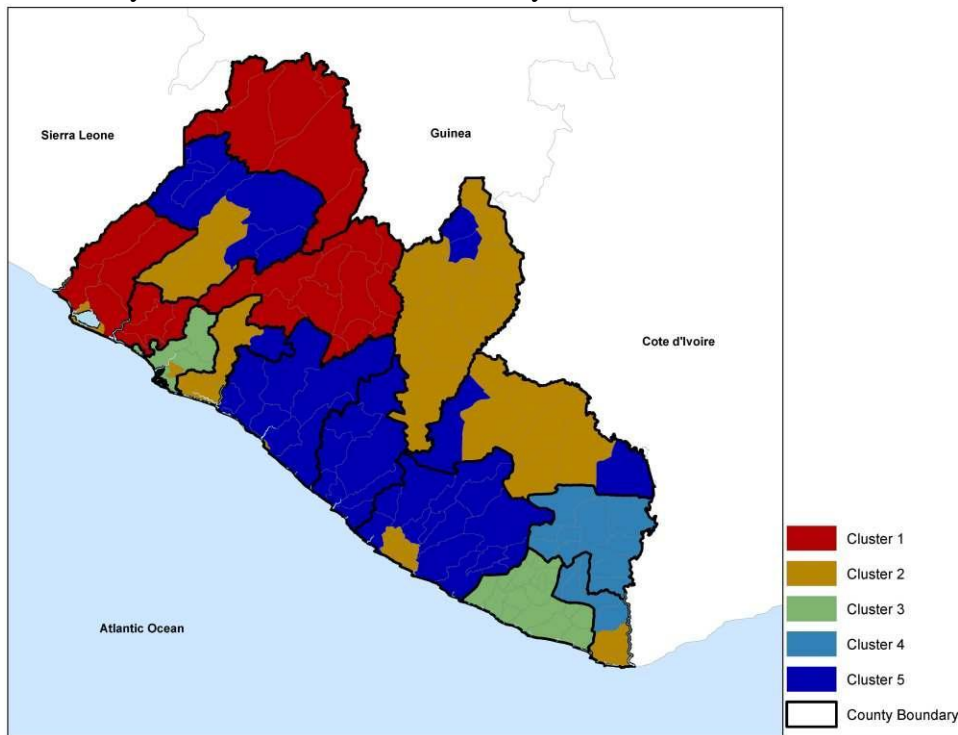 Sierra Leone
Guinea
Cote d'Ivoire
Atlantic Ocean
Cluster 1
Cluster 2
Cluster 3
Cluster 4
Cluster 5
County Boundary